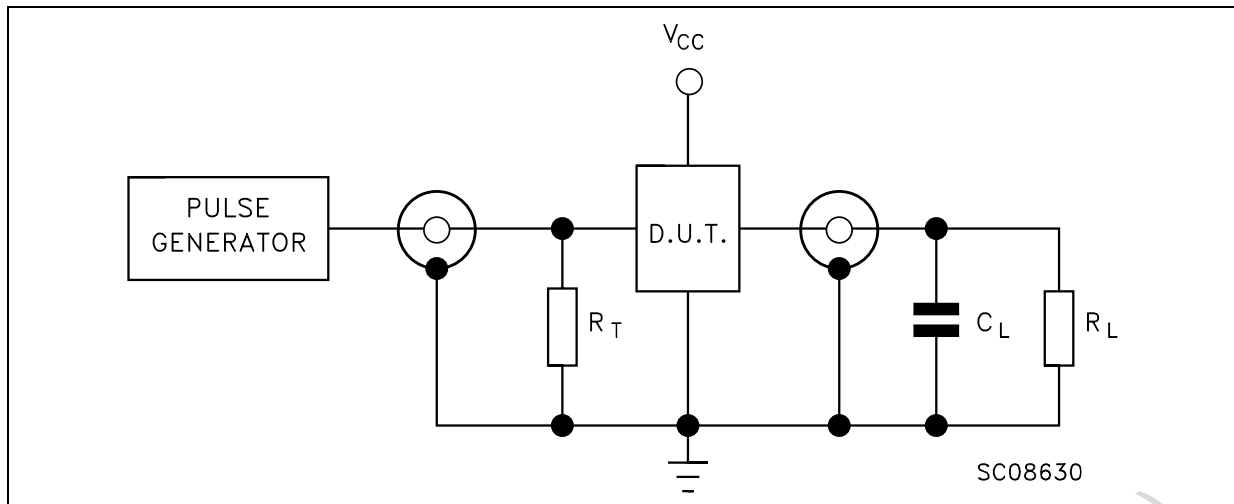 VCC
PULSE
GENERATOR
D.U.T.
RT
CL
RL
SC08630